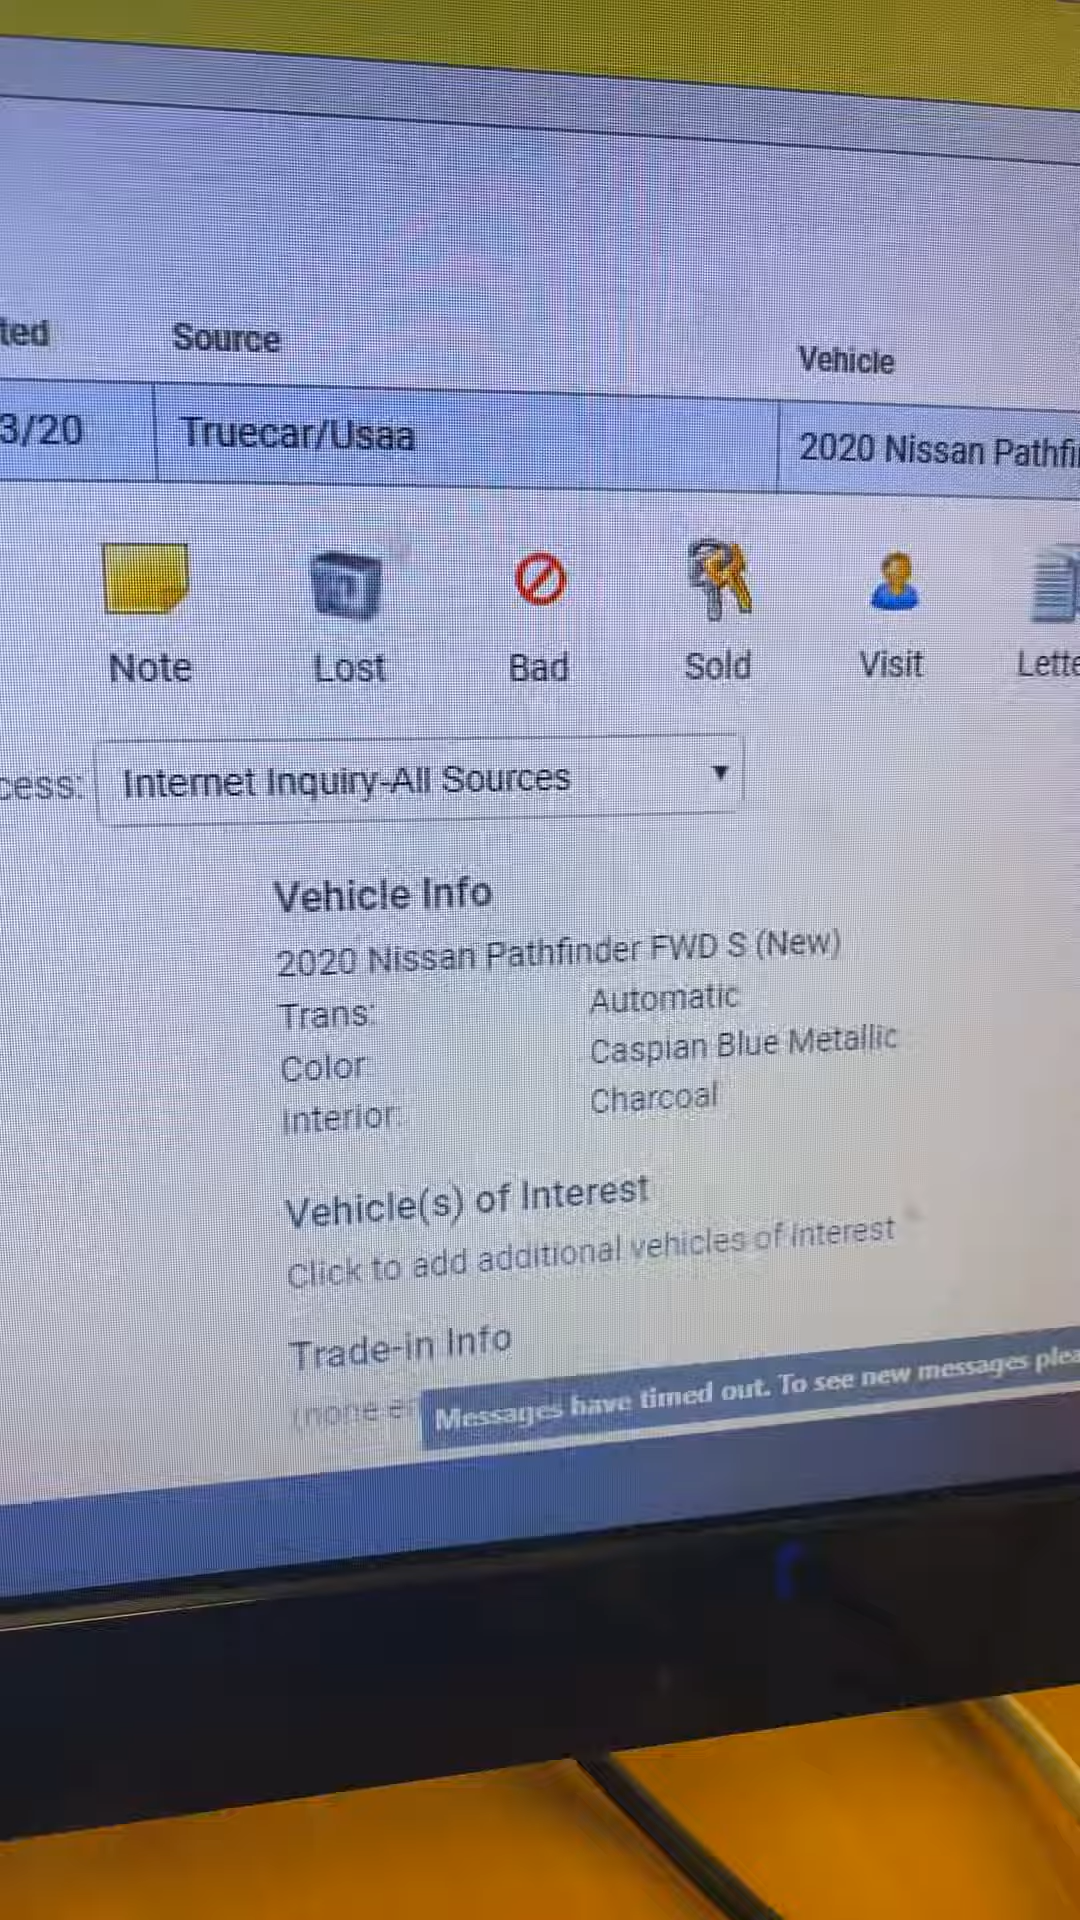 ted Source Vehicle
3/20 Truecar/Usaa 2020 Nissan Pathfi
Note Lost Bad Sold Visit Lette
cess: Internet Inquiry-All Sources
Vehicle Info
2020 Nissan Pathfinder FWD S (New)
Trans: Automatic
Color: Caspian Blue Metallic
Interior: Charcoal
Vehicle(s) of Interest
Click to add additional vehicles of interest
Trade-in Info
(none e
Messages have timed out. To see new messages plea